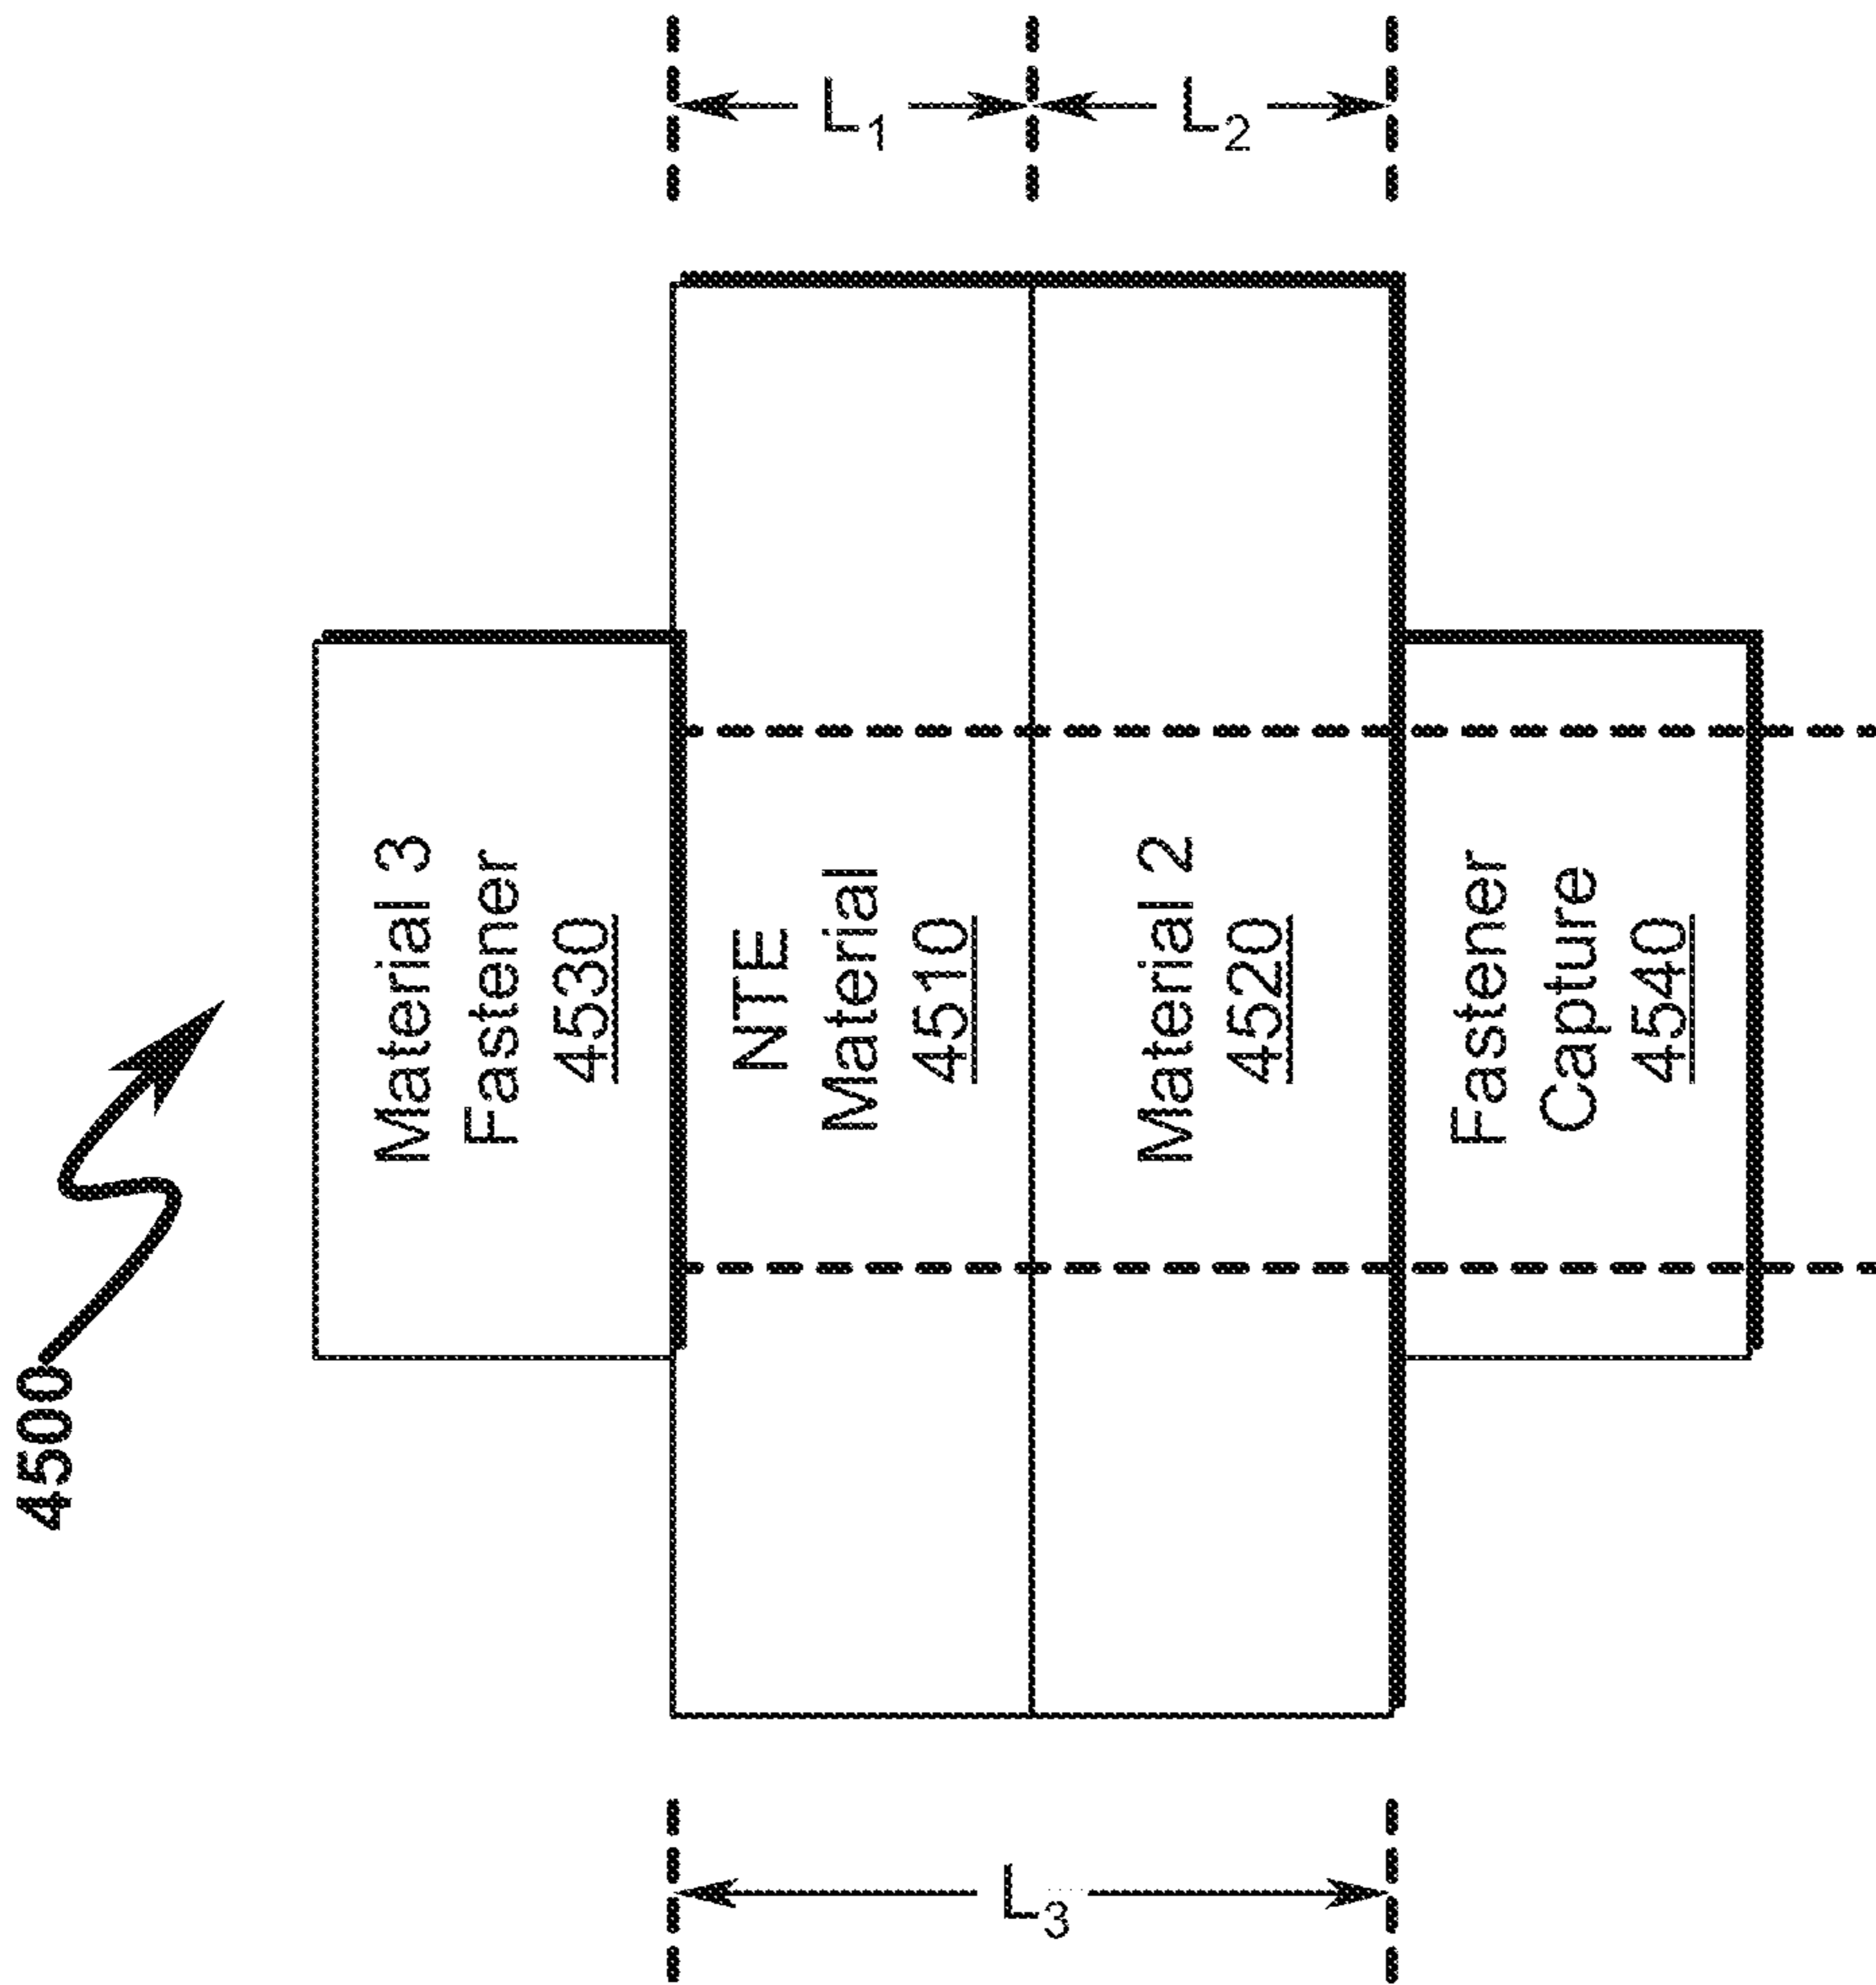 4500
Material 3
Fastener
4530
NTE
Material
4510
Material 2
4520
Fastener
Capture
4540
L1
L2
L3